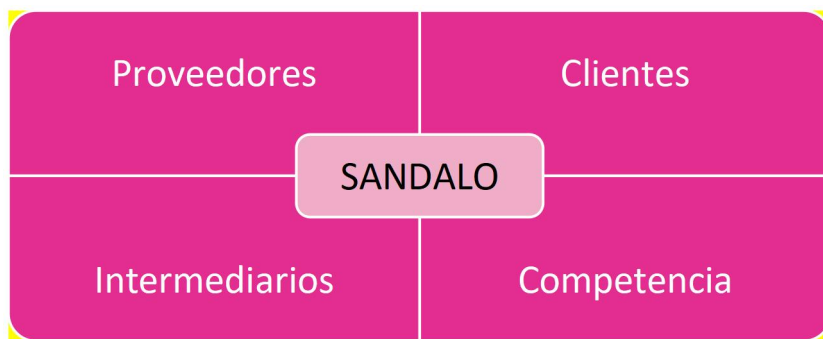 Proveedores
Clientes
SANDALO
Intermediarios
Competencia